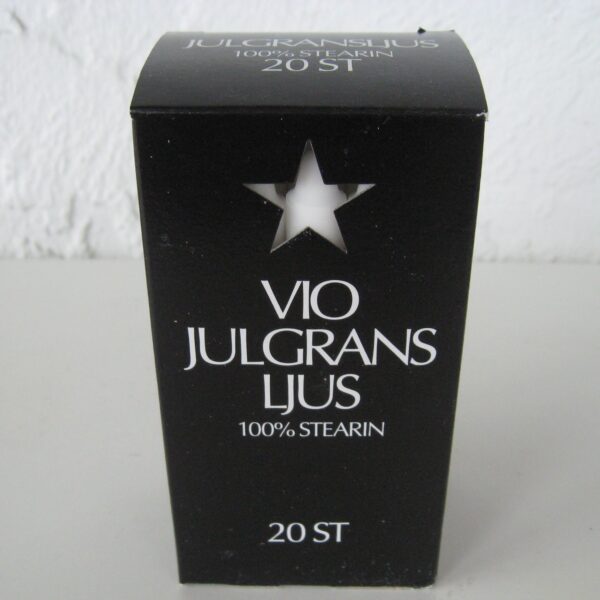 JULGRANSLJUS
100% STEARIN
20 ST
VIO
JULGRANS
LJUS
100% STEARIN
20 ST